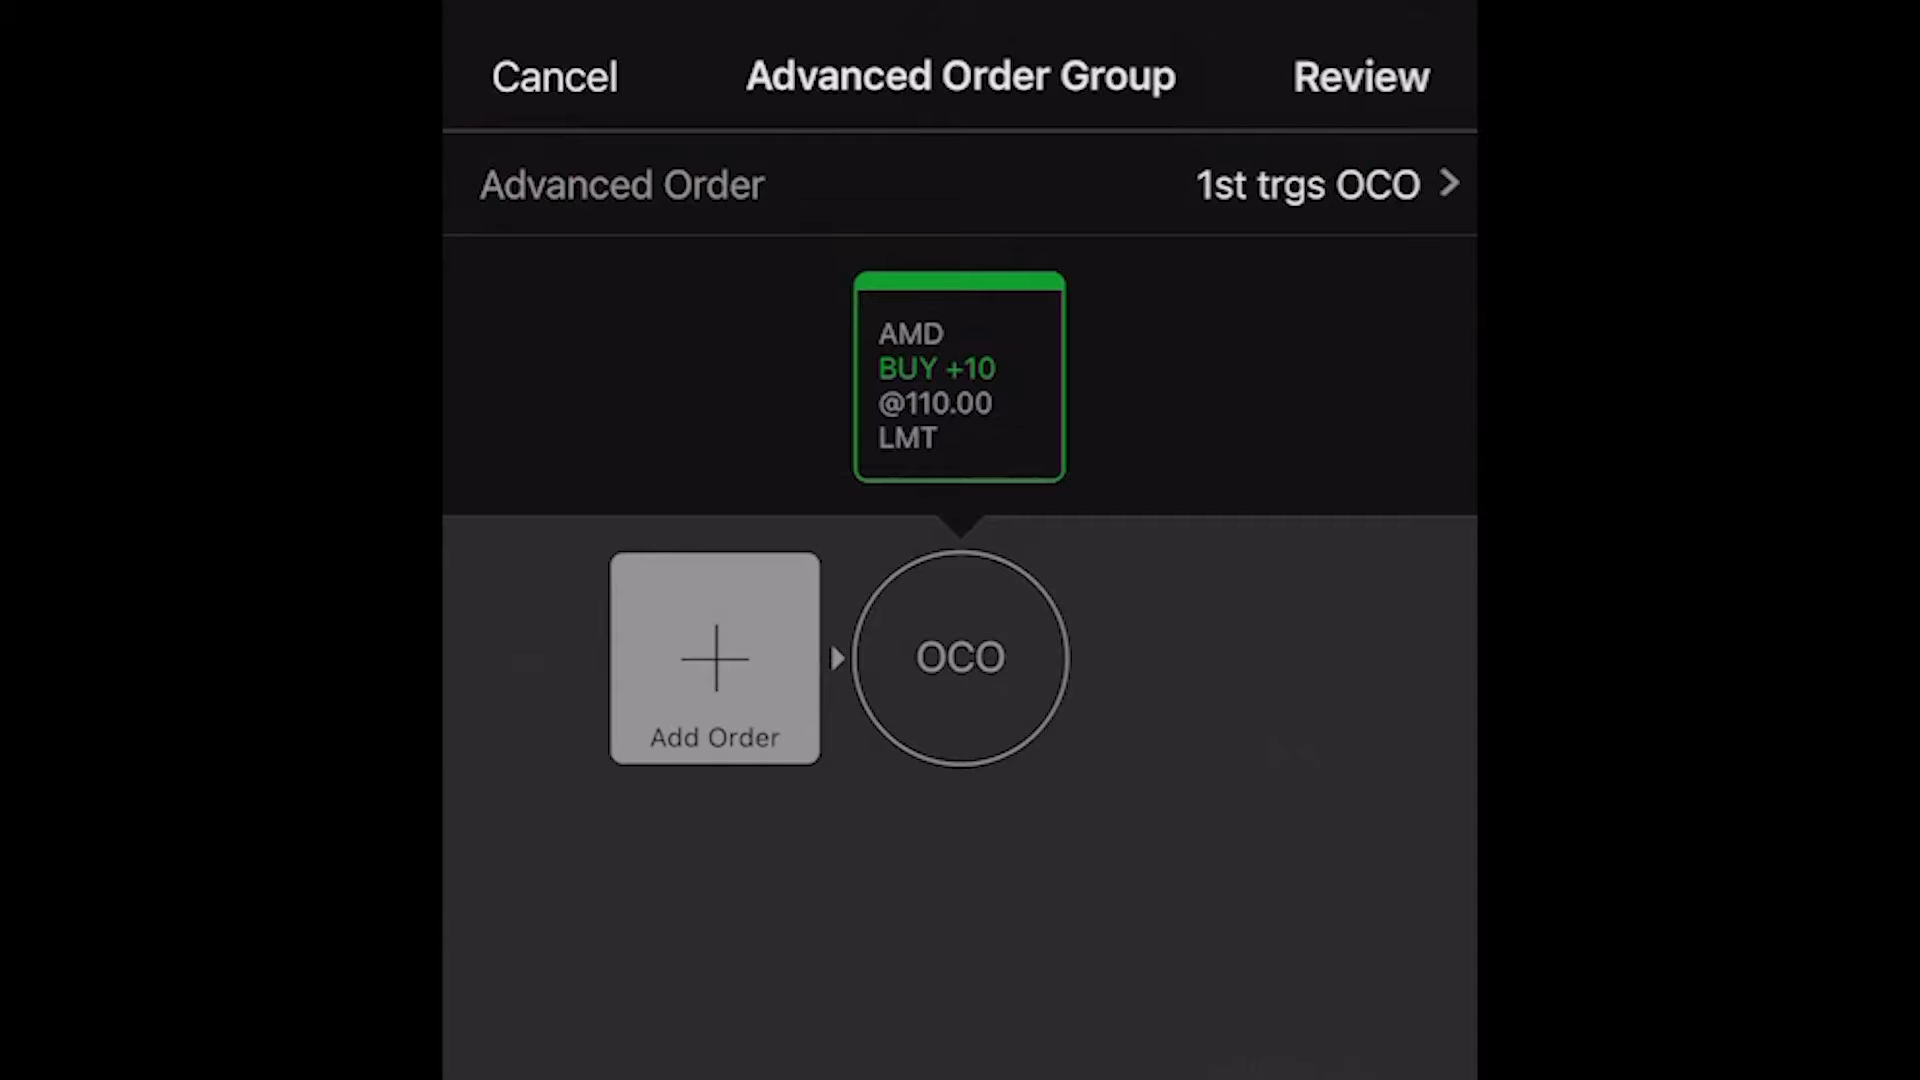 Cancel
Advanced Order Group
Review
Advanced Order
1st trgs OCO
AMD
BUY +10
@110.00
LMT
Add Order
OCO